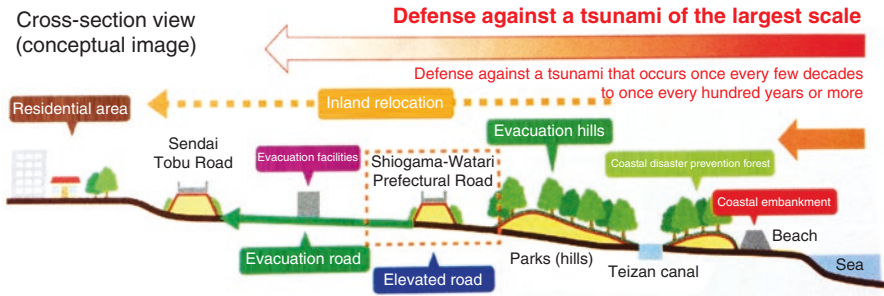 Cross-section view
(conceptual image)
Defense against a tsunami of the largest scale
Defense against a tsunami that occurs once every few decades
to once every hundred years or more
Inland relocation
Residential area
Sendai
Tobu Road
Evacuation facilities
Shiogama-Watari
Prefectural Road
Evacuation hills
Coastal disaster prevention forest
Coastal embankment
Beach
Evacuation road
Elevated road
Parks (hills)
Teizan canal
Sea